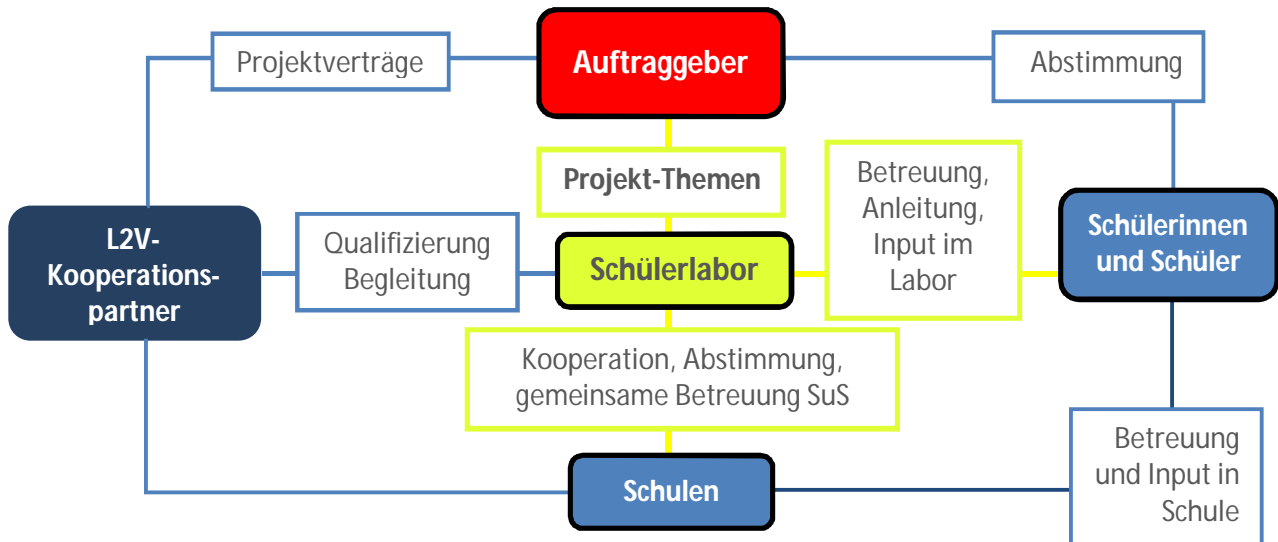 Projektverträge
Auftraggeber
Abstimmung
Projekt-Themen
Betreuung,
Anleitung,
Input im
Labor
L2V-
Kooperations-
partner
Qualifizierung
Begleitung
Schülerlabor
Schülerinnen
und Schüler
Kooperation, Abstimmung,
gemeinsame Betreuung SuS
Schulen
Betreuung
und Input in
Schule